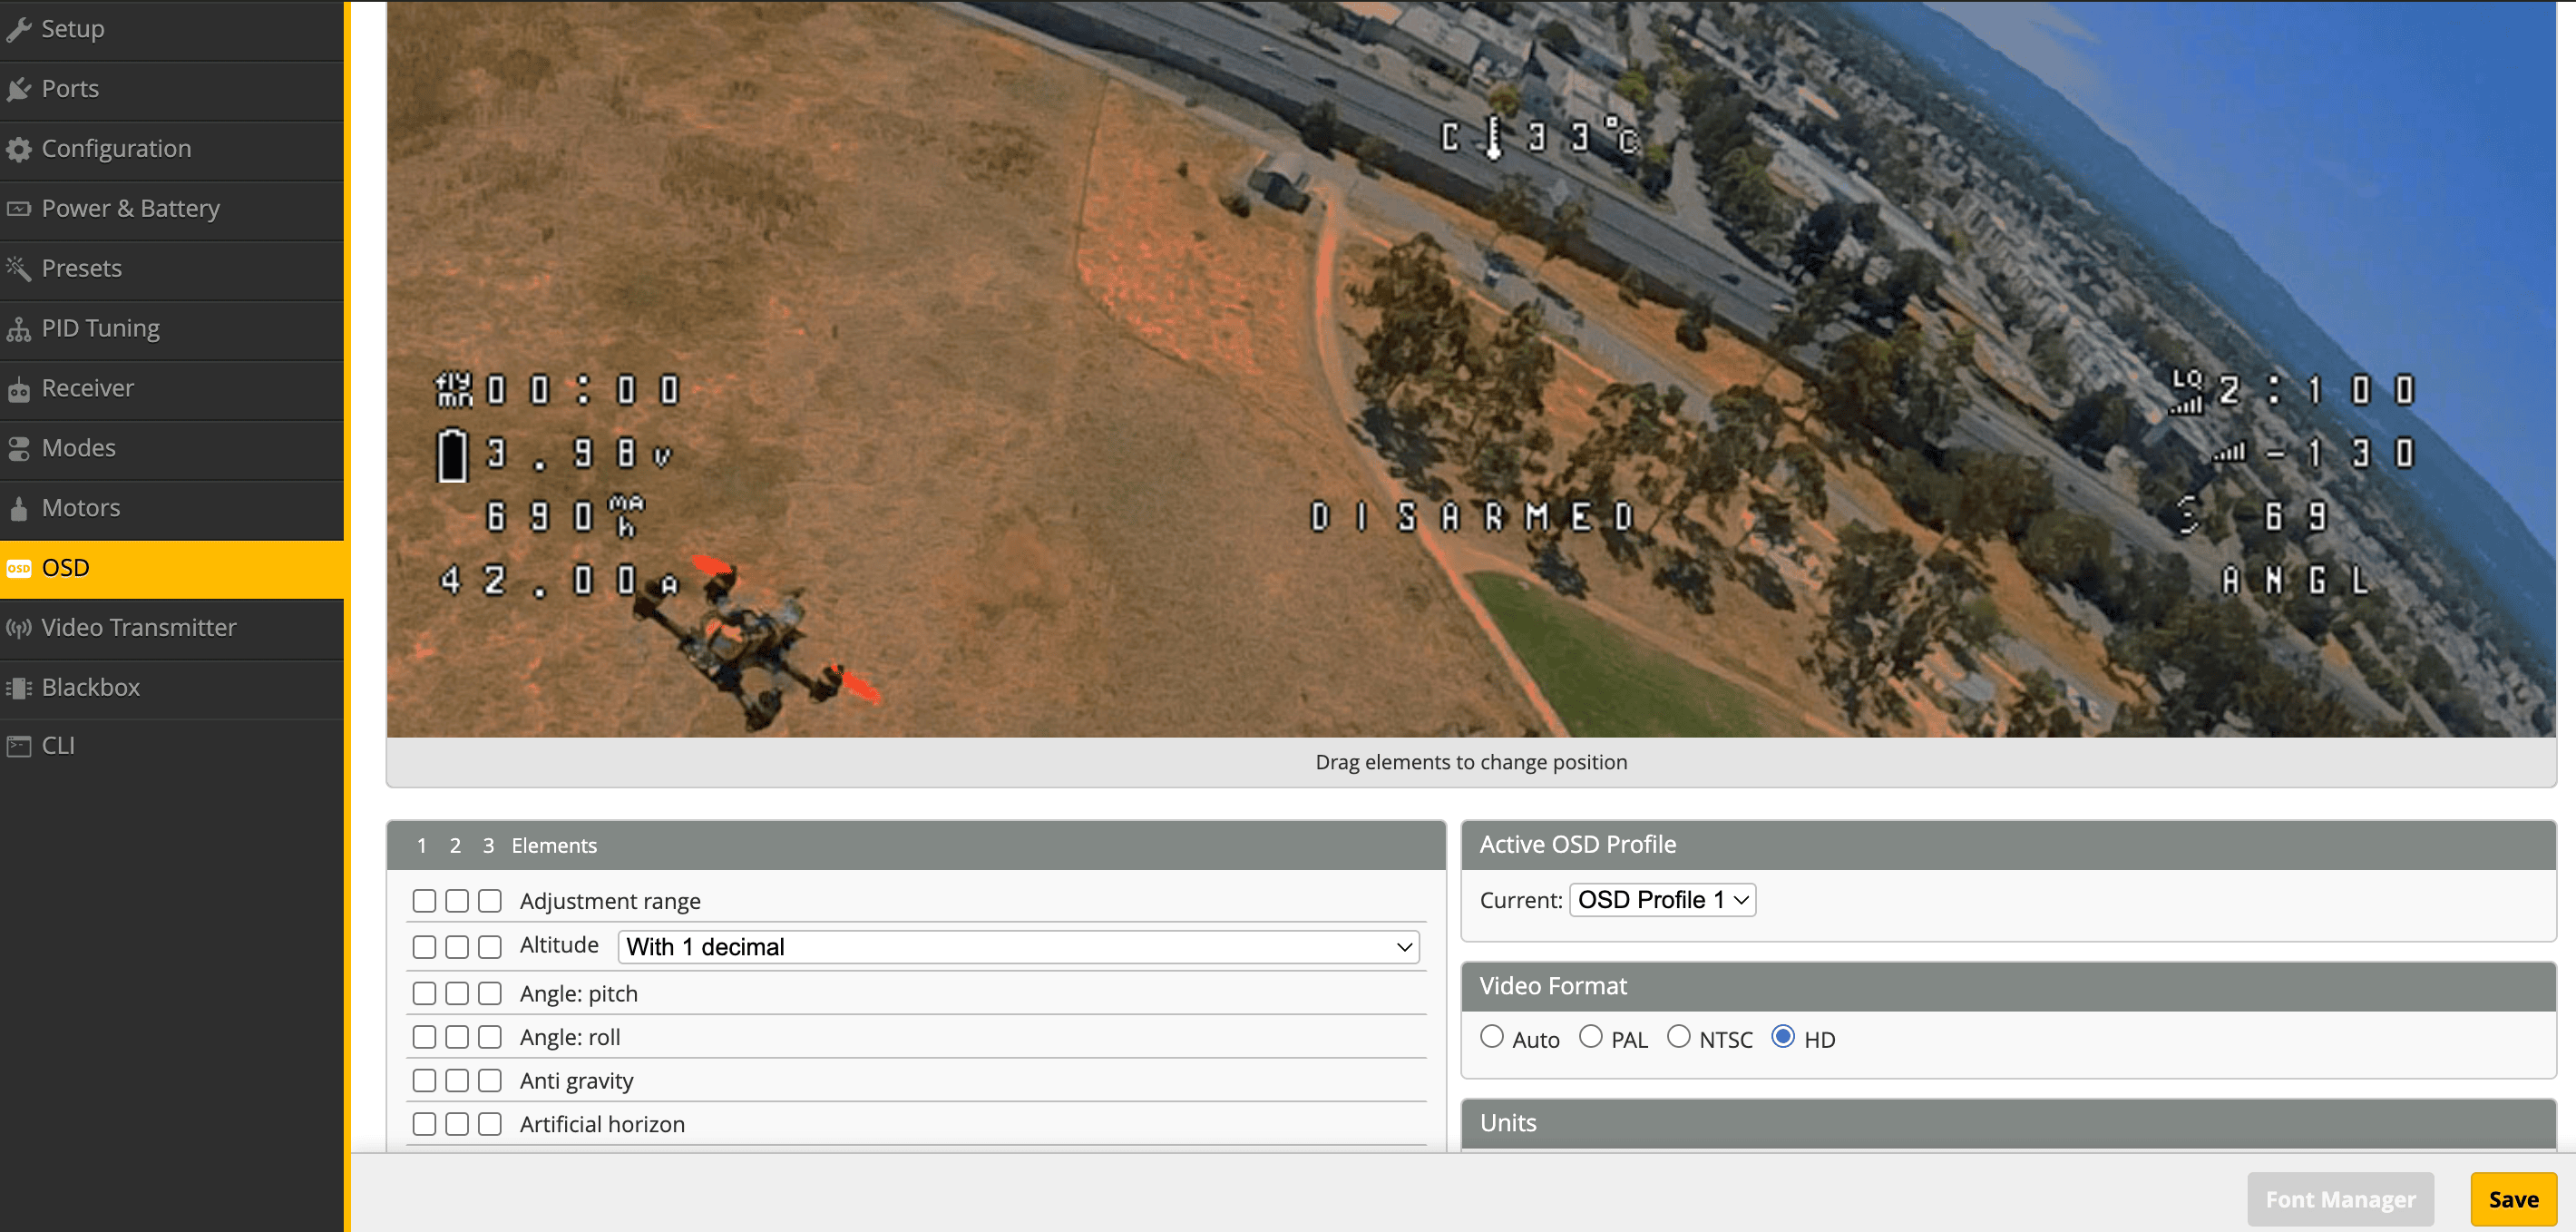 Setup
Ports
Configuration
Power & Battery
Presets
PID Tuning
Receiver
Modes
Motors
OSD OSD
Video Transmitter
Blackbox
CLI
C 33°C
fly mn 00:00
3.98V
690 mAh
42.00A
DISARMED
LQ 2:100
-130
S 69
ANGL
Drag elements to change position
1 2 3 Elements
Adjustment range
Altitude With 1 decimal
Angle: pitch
Angle: roll
Anti gravity
Artificial horizon
Active OSD Profile
Current: OSD Profile 1
Video Format
Auto PAL NTSC HD
Units
Font Manager Save